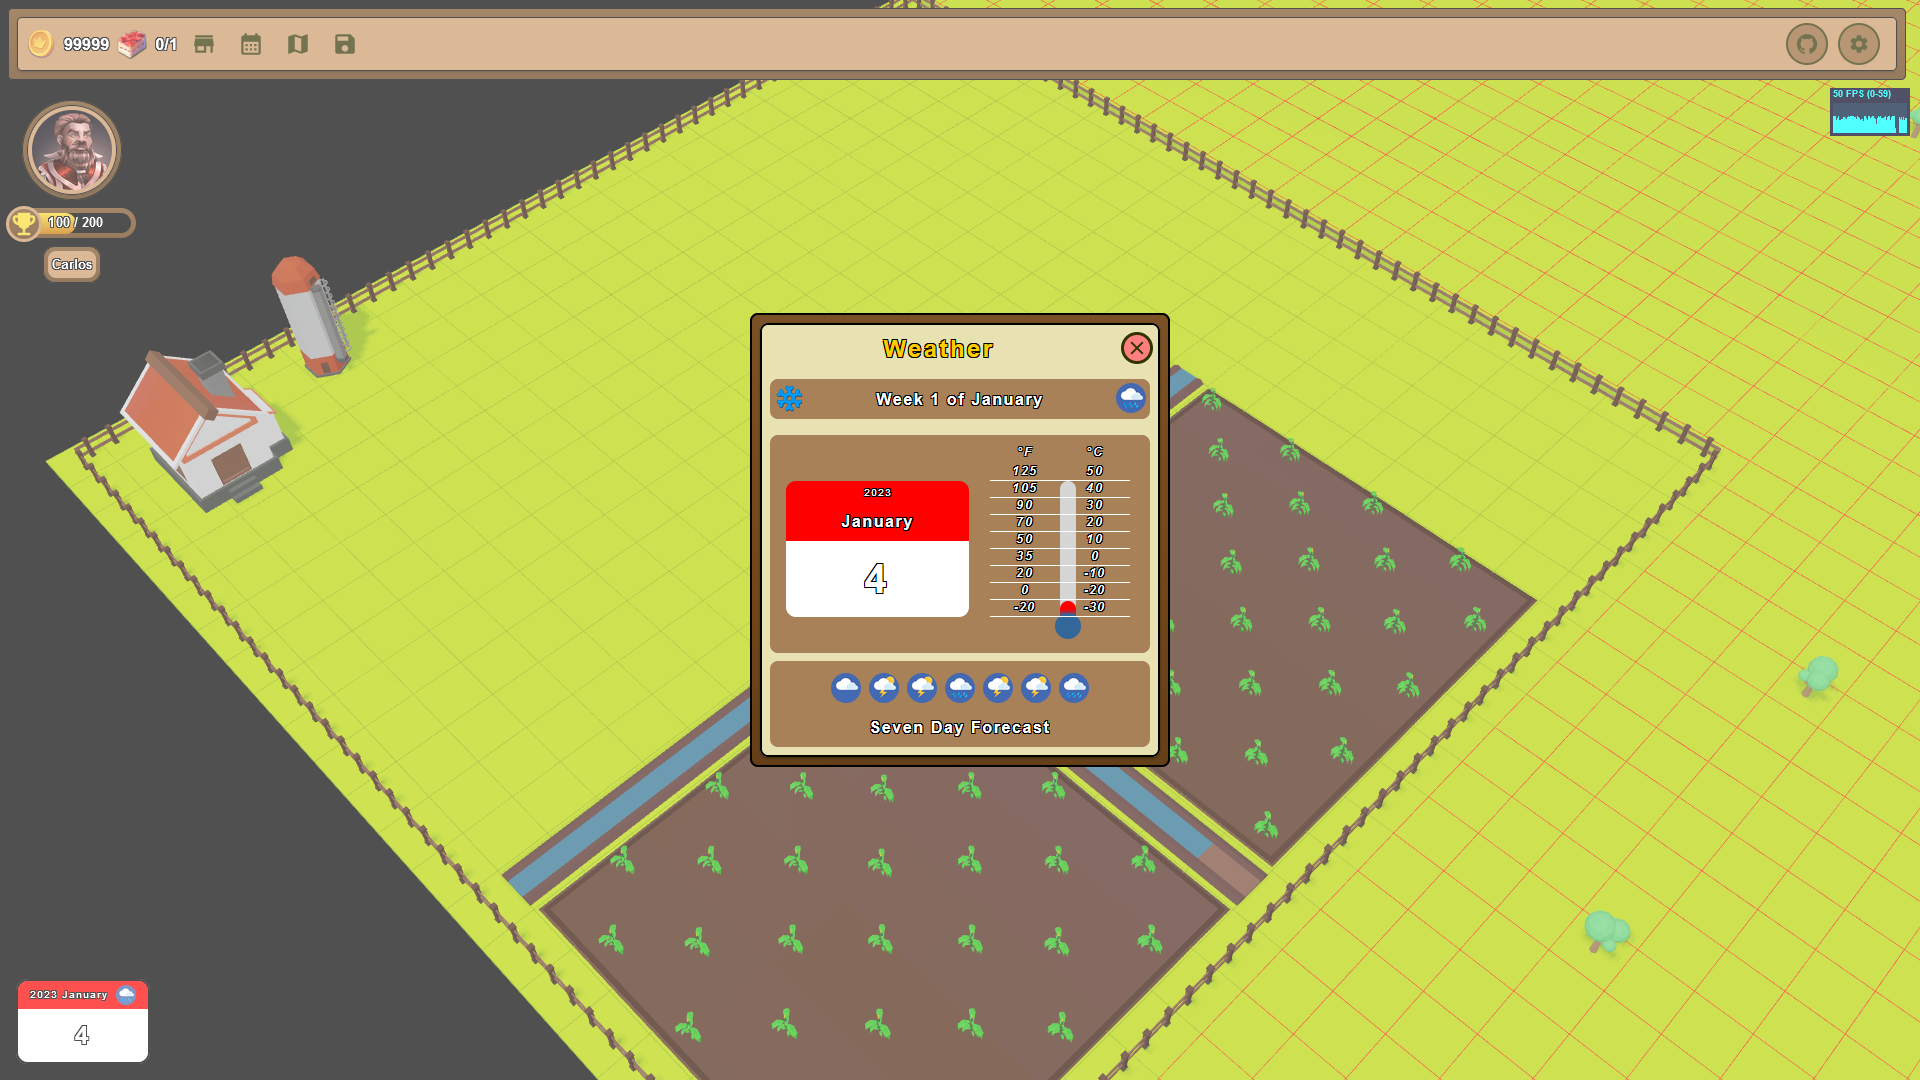 99999
0/1
50 FPS (0-59)
100 / 200
Carlos
Weather
Week 1 of January
2023
January
4
°F °C
125 50
105 40
90 30
70 20
50 10
35 0
20 -10
0 -20
-20 -30
Seven Day Forecast
2023 January
4